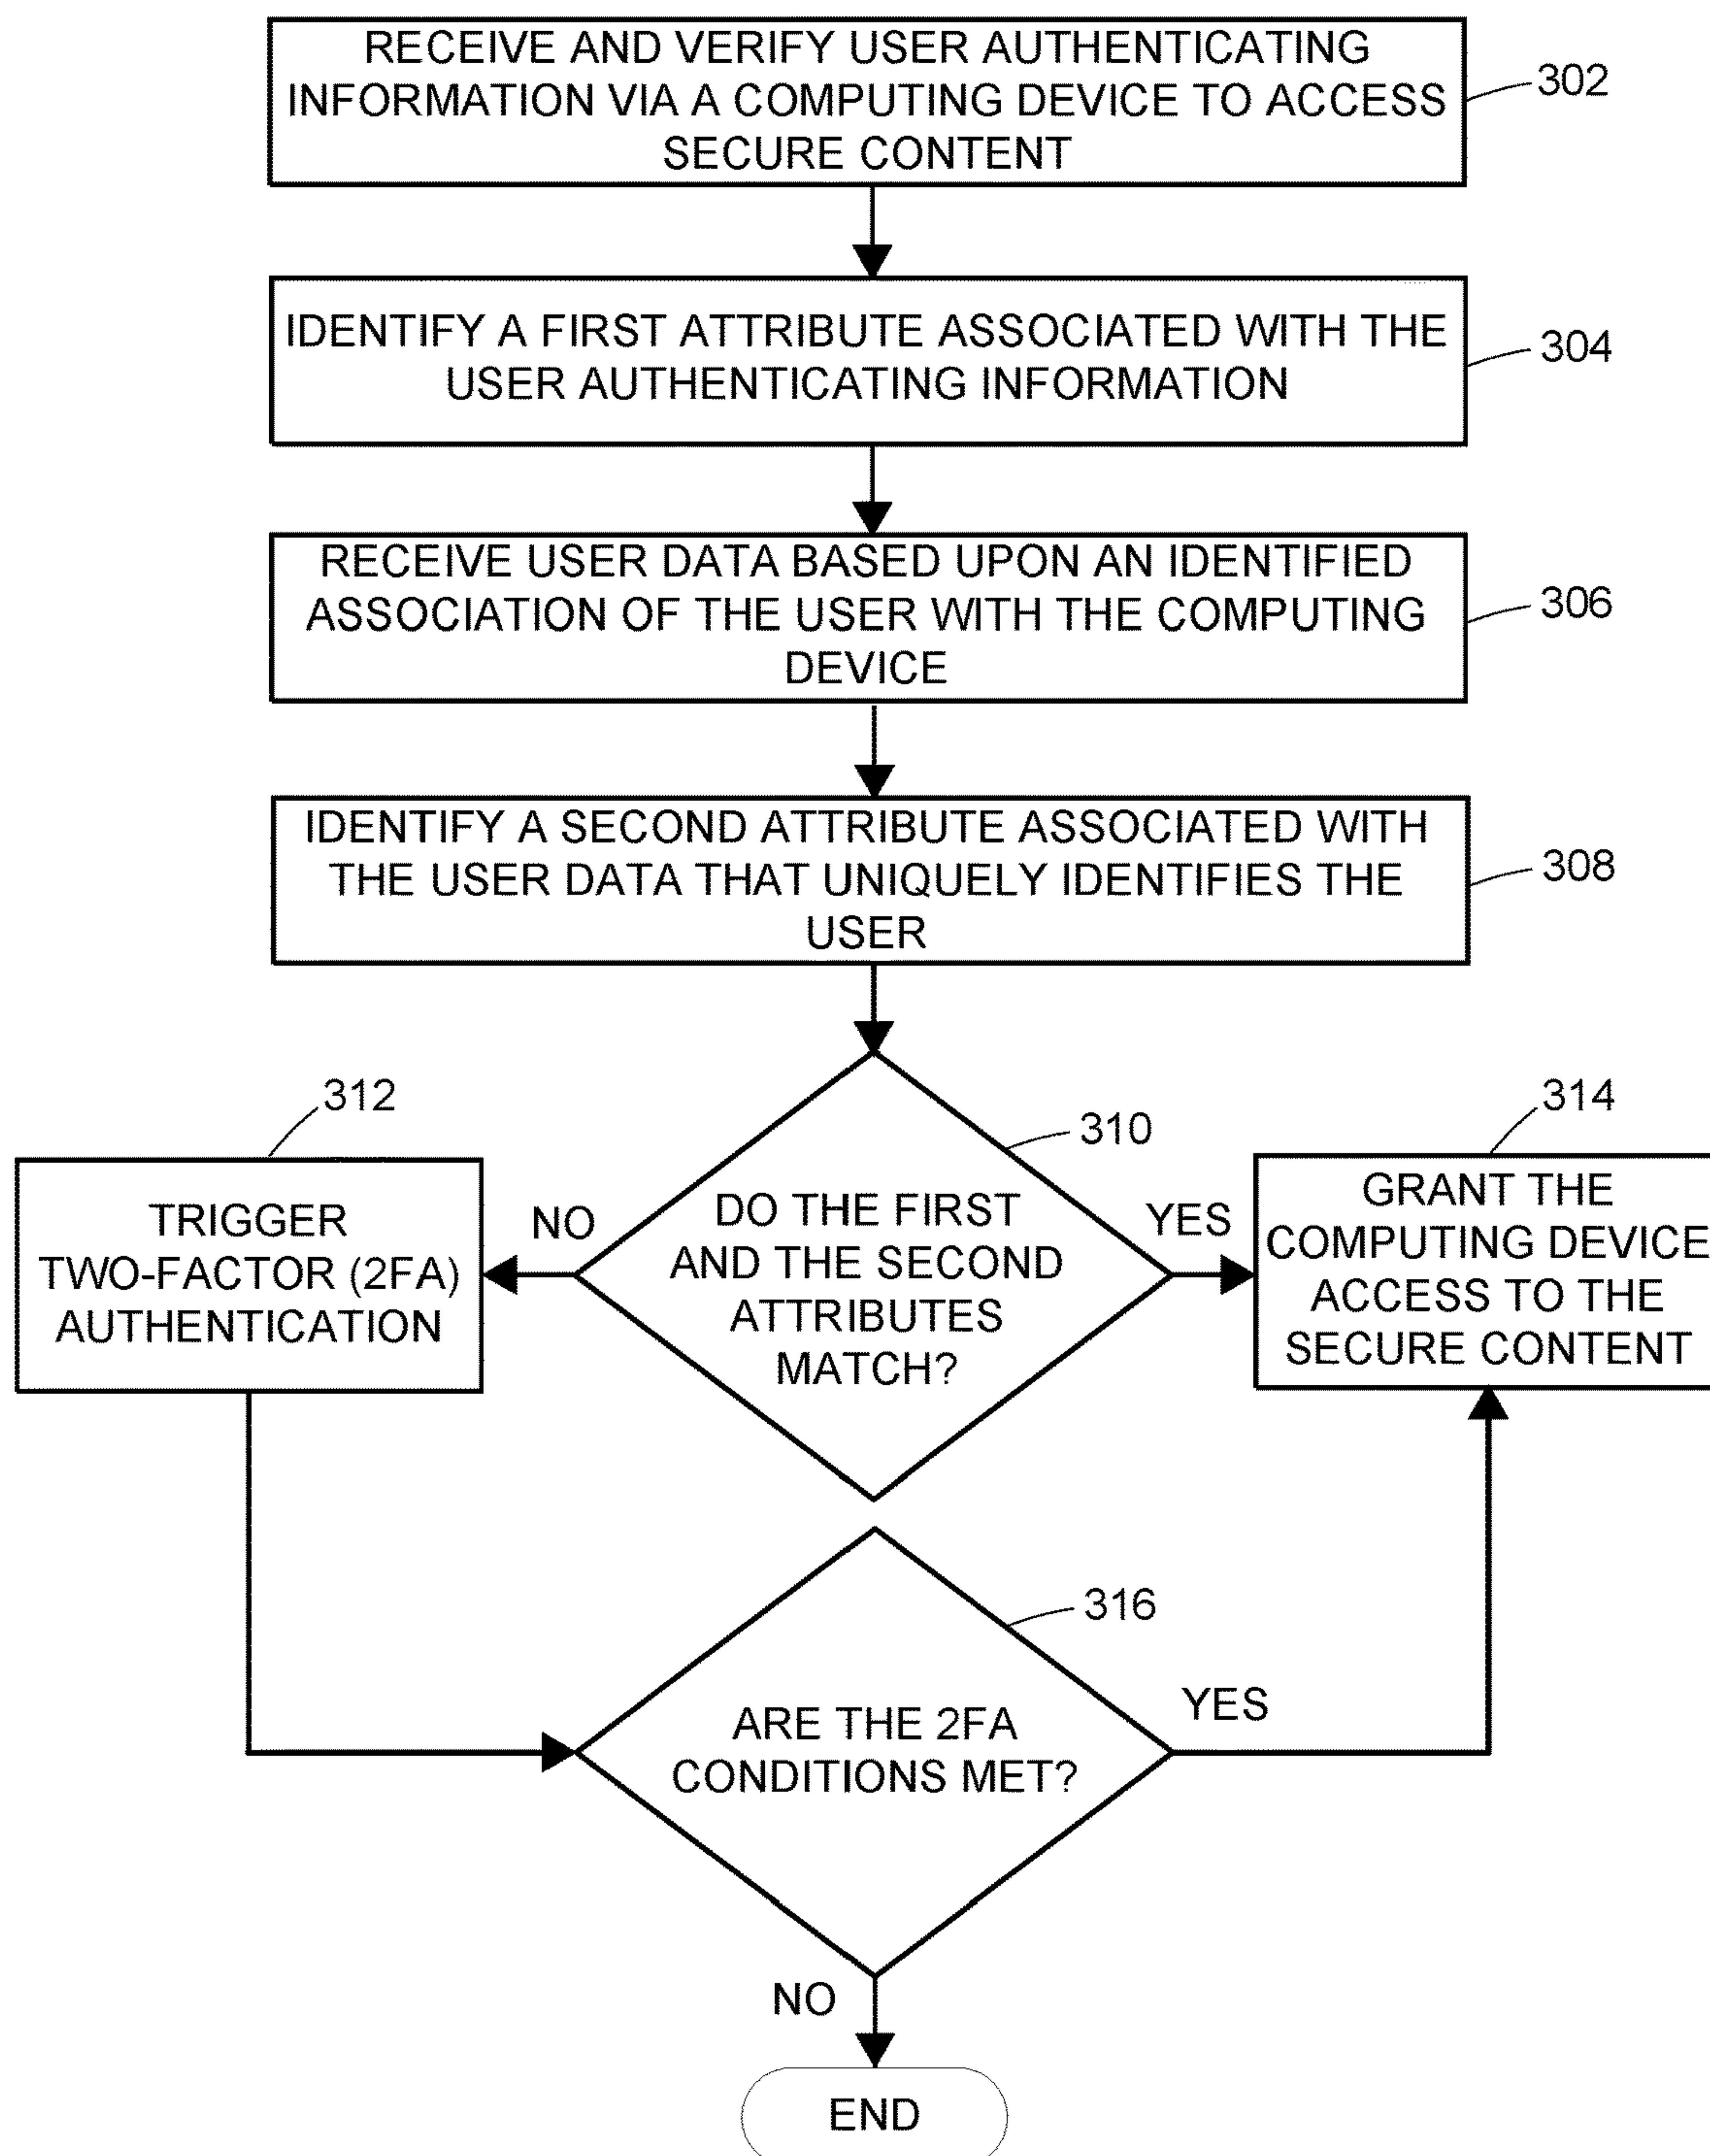 RECEIVE AND VERIFY USER AUTHENTICATING
INFORMATION VIA A COMPUTING DEVICE TO ACCESS
SECURE CONTENT
302
IDENTIFY A FIRST ATTRIBUTE ASSOCIATED WITH THE
USER AUTHENTICATING INFORMATION
304
RECEIVE USER DATA BASED UPON AN IDENTIFIED
ASSOCIATION OF THE USER WITH THE COMPUTING
DEVICE
306
IDENTIFY A SECOND ATTRIBUTE ASSOCIATED WITH
THE USER DATA THAT UNIQUELY IDENTIFIES THE
USER
308
310
DO THE FIRST
AND THE SECOND
ATTRIBUTES
MATCH?
NO
312
TRIGGER
TWO-FACTOR (2FA)
AUTHENTICATION
YES
314
GRANT THE
COMPUTING DEVICE
ACCESS TO THE
SECURE CONTENT
316
ARE THE 2FA
CONDITIONS MET?
YES
NO
END